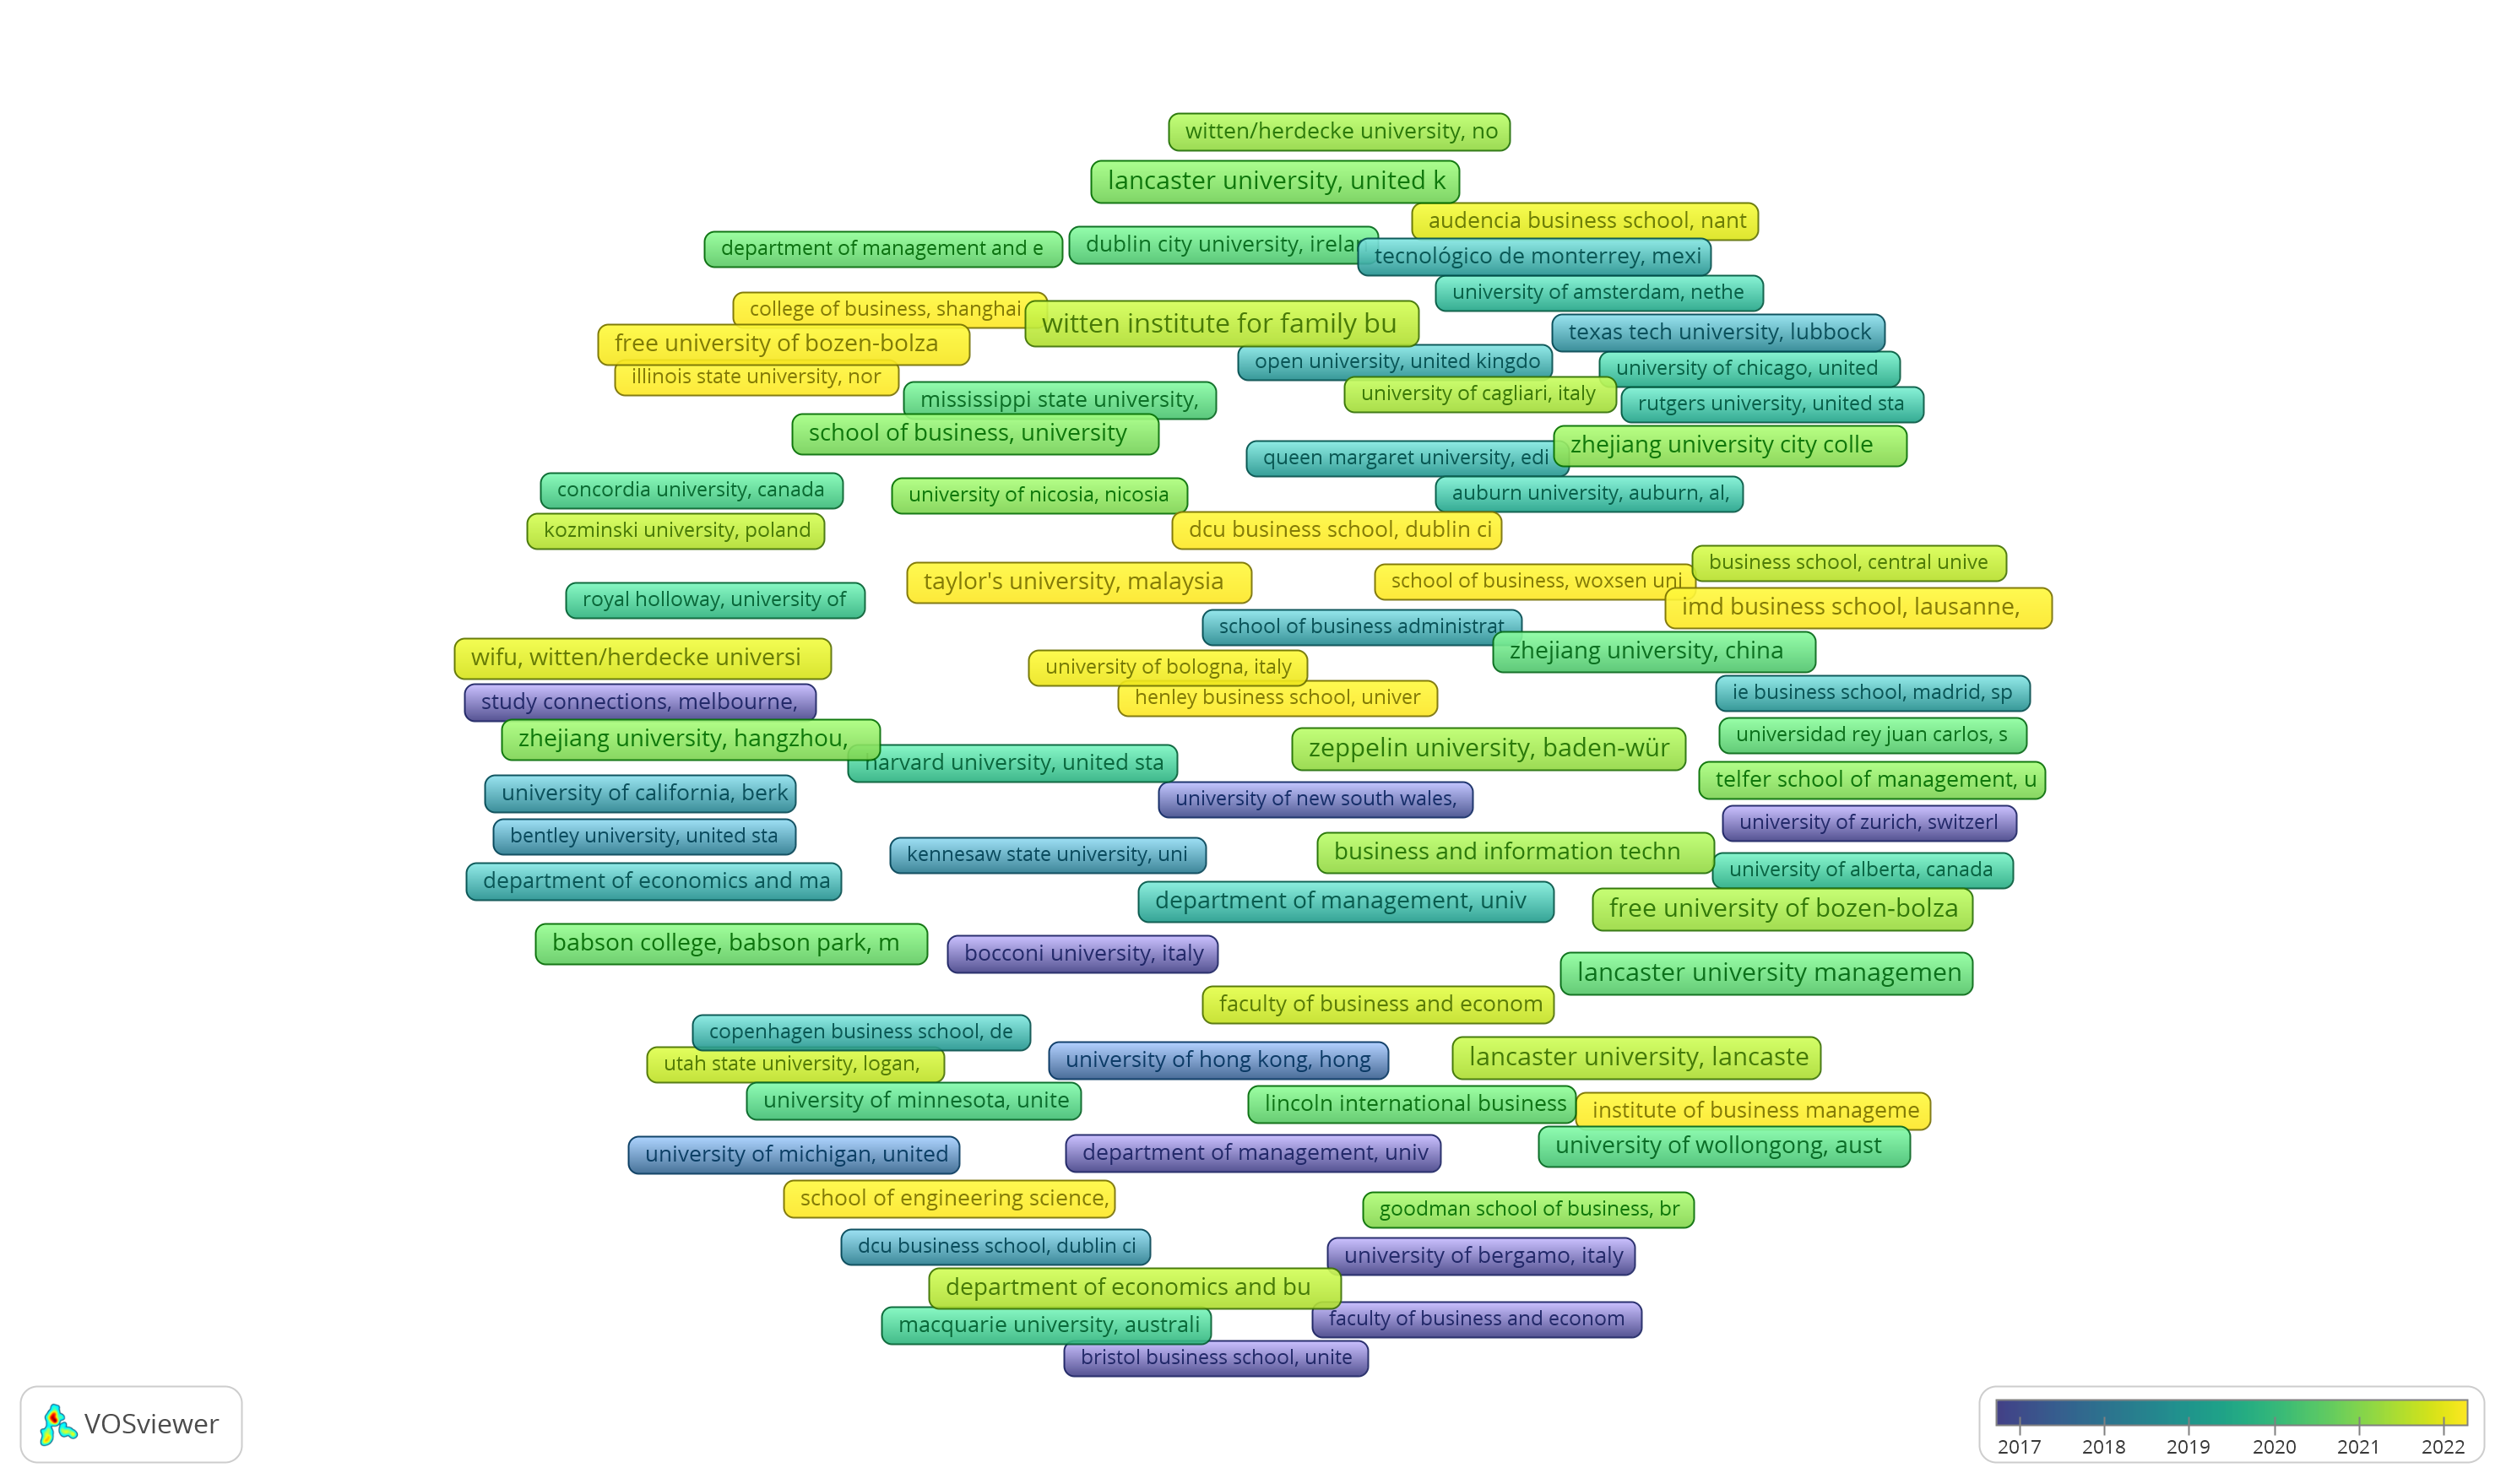 witten/herdecke university, no
lancaster university, united k
audencia business school, nant
department of management and e
dublin city university, irelan
tecnológico de monterrey, mexi
university of amsterdam, nethe
college of business, shanghai
witten institute for family bu
free university of bozen-bolza
texas tech university, lubbock
open university, united kingdo
university of chicago, united
illinois state university, nor
university of cagliari, italy
mississippi state university,
rutgers university, united sta
school of business, university
zhejiang university city colle
queen margaret university, edi
concordia university, canada
university of nicosia, nicosia
auburn university, auburn, al,
kozminski university, poland
dcu business school, dublin ci
business school, central unive
taylor's university, malaysia
school of business, woxsen uni
royal holloway, university of
imd business school, lausanne,
school of business administrat
zhejiang university, china
wifu, witten/herdecke universi
university of bologna, italy
henley business school, univer
ie business school, madrid, sp
study connections, melbourne,
zhejiang university, hangzhou,
universidad rey juan carlos, s
zeppelin university, baden-wür
harvard university, united sta
telfer school of management, u
university of california, berk
university of new south wales,
university of zurich, switzerl
bentley university, united sta
kennesaw state university, uni
business and information techn
university of alberta, canada
department of economics and ma
department of management, univ
free university of bozen-bolza
babson college, babson park, m
bocconi university, italy
lancaster university managemen
faculty of business and econom
copenhagen business school, de
utah state university, logan,
university of hong kong, hong
lancaster university, lancaste
university of minnesota, unite
lincoln international business
institute of business manageme
university of wollongong, aust
university of michigan, united
department of management, univ
school of engineering science,
goodman school of business, br
dcu business school, dublin ci
university of bergamo, italy
department of economics and bu
macquarie university, australi
faculty of business and econom
bristol business school, unite
VOSviewer
2017 2018 2019 2020 2021 2022